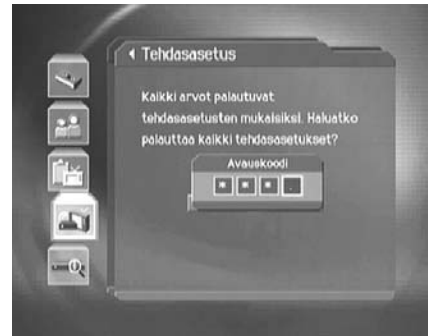 Tehdasasetus
Kaikki arvot palautuvat
tehdasasetusten mukaisiksi. Haluatko
palauttaa kaikki tehdasasetukset?
Avauskoodi
* * * .